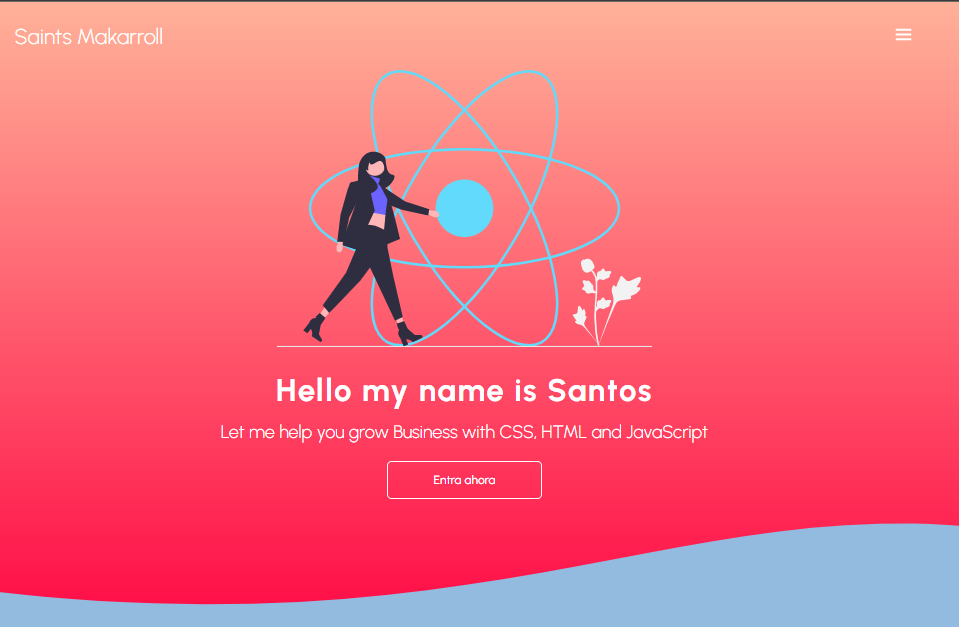 Saints Makarroll
Hello my name is Santos
Let me help you grow Business with CSS, HTML and JavaScript
Entra ahora